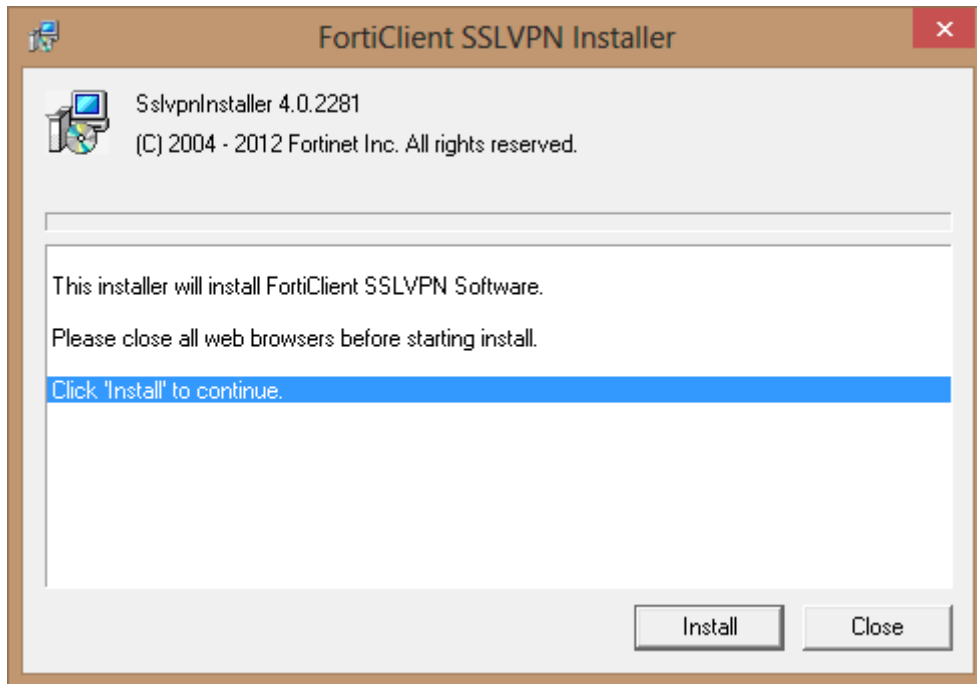 FortiClient SSLVPN Installer
SslvpnInstaller 4.0.2281
(C) 2004 - 2012 Fortinet Inc. All rights reserved.
This installer will install FortiClient SSLVPN Software.
Please close all web browsers before starting install.
Click 'Install' to continue.
Install
Close